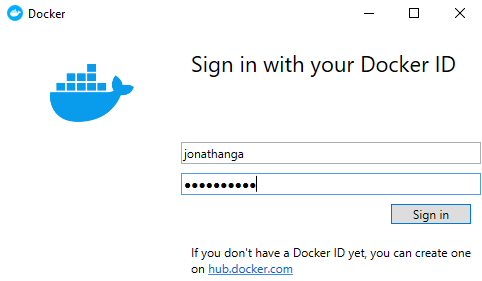 Docker
Sign in with your Docker ID
jonathanga
●●●●●●●●●●
Sign in
If you don't have a Docker ID yet, you can create one
on hub.docker.com